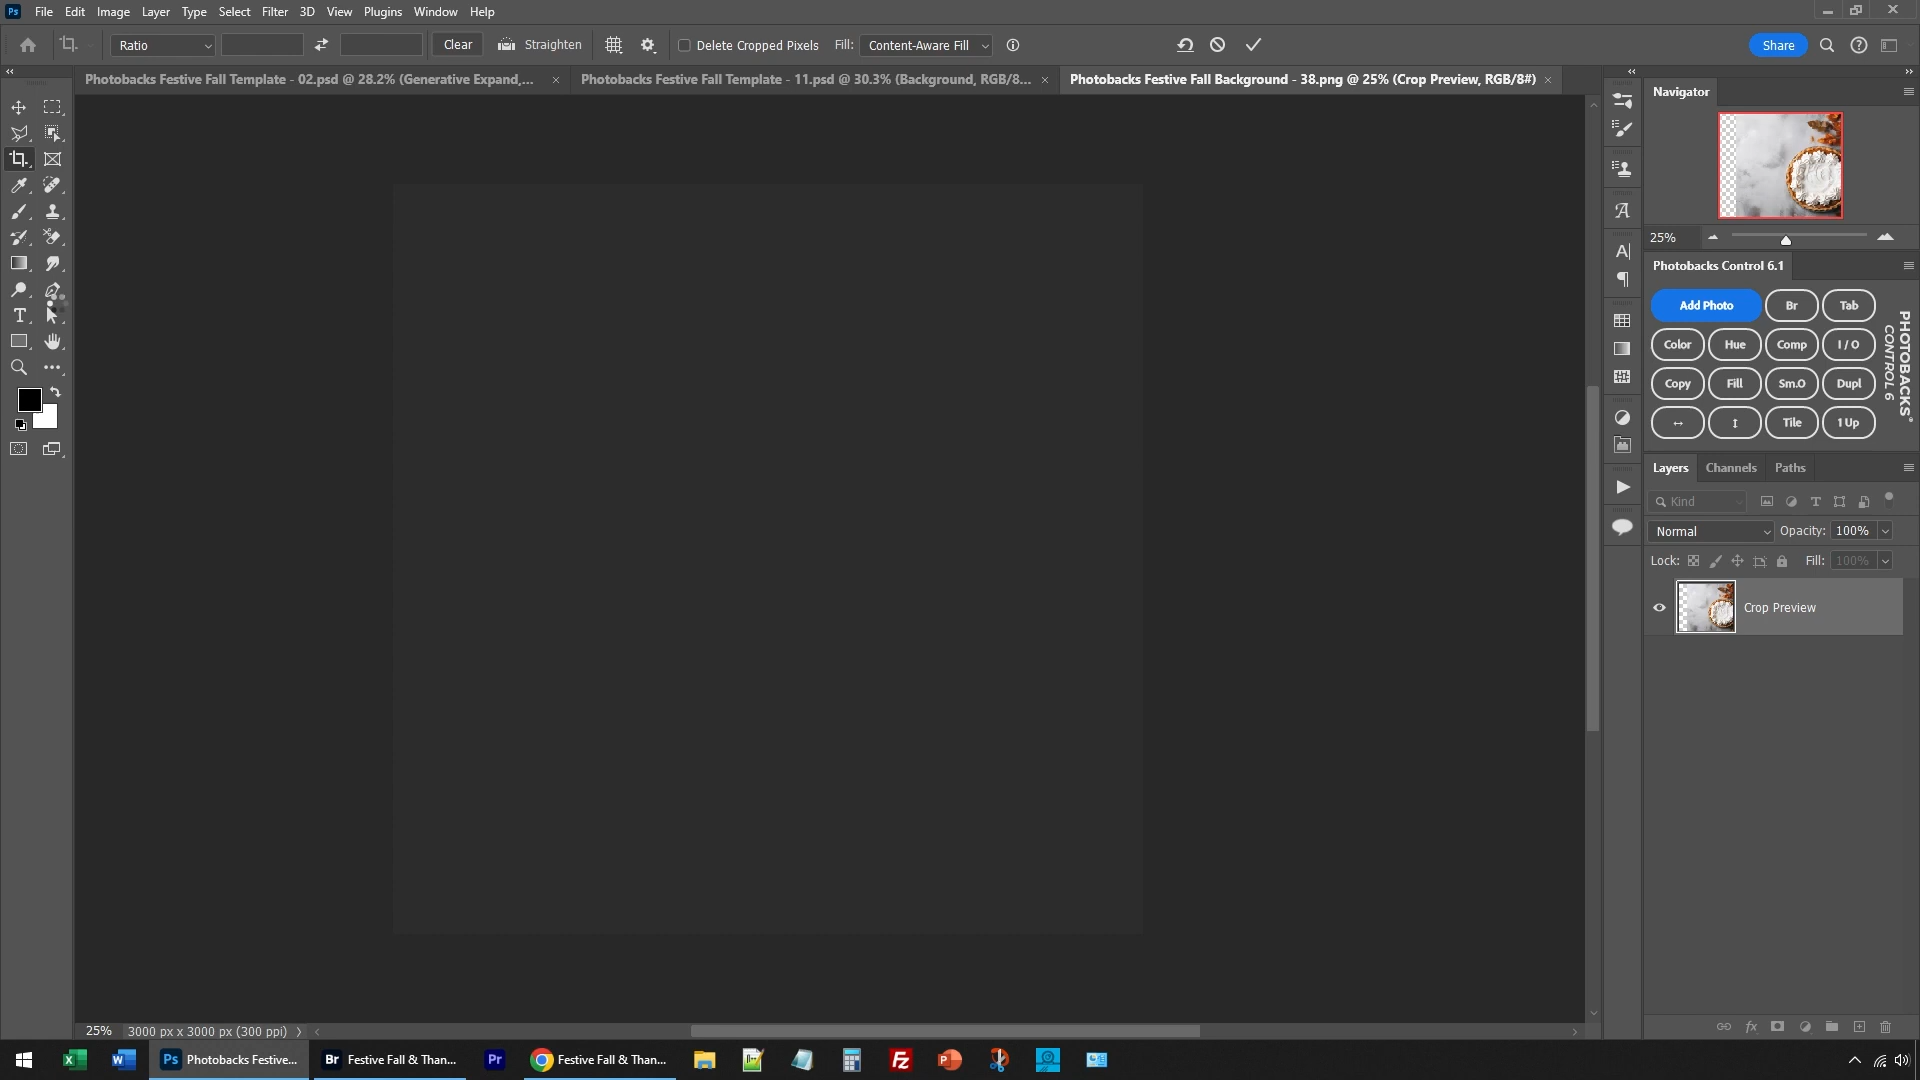 Ps File Edit Image Layer Type Select Filter 3D View Plugins Window Help
Ratio Clear Straighten Delete Cropped Pixels Fill: Content-Aware Fill Share
Photobacks Festive Fall Template - 02.psd @ 28.2% (Generative Expand,... × Photobacks Festive Fall Template - 11.psd @ 30.3% (Background, RGB/8... × Photobacks Festive Fall Background - 38.png @ 25% (Crop Preview, RGB/8#) ×
Navigator
25%
Photobacks Control 6.1
Add Photo Br Tab
Color Hue Comp I / O
Copy Fill Sm.O Dupl
↔ ↕ Tile 1 Up
PHOTOBACKS
CONTROL 6
Layers Channels Paths
Kind
Normal Opacity: 100%
Lock: Fill: 100%
Crop Preview
25% 3000 px x 3000 px (300 ppi)
Ps Photobacks Festive... Br Festive Fall & Than... Pr Festive Fall & Than...